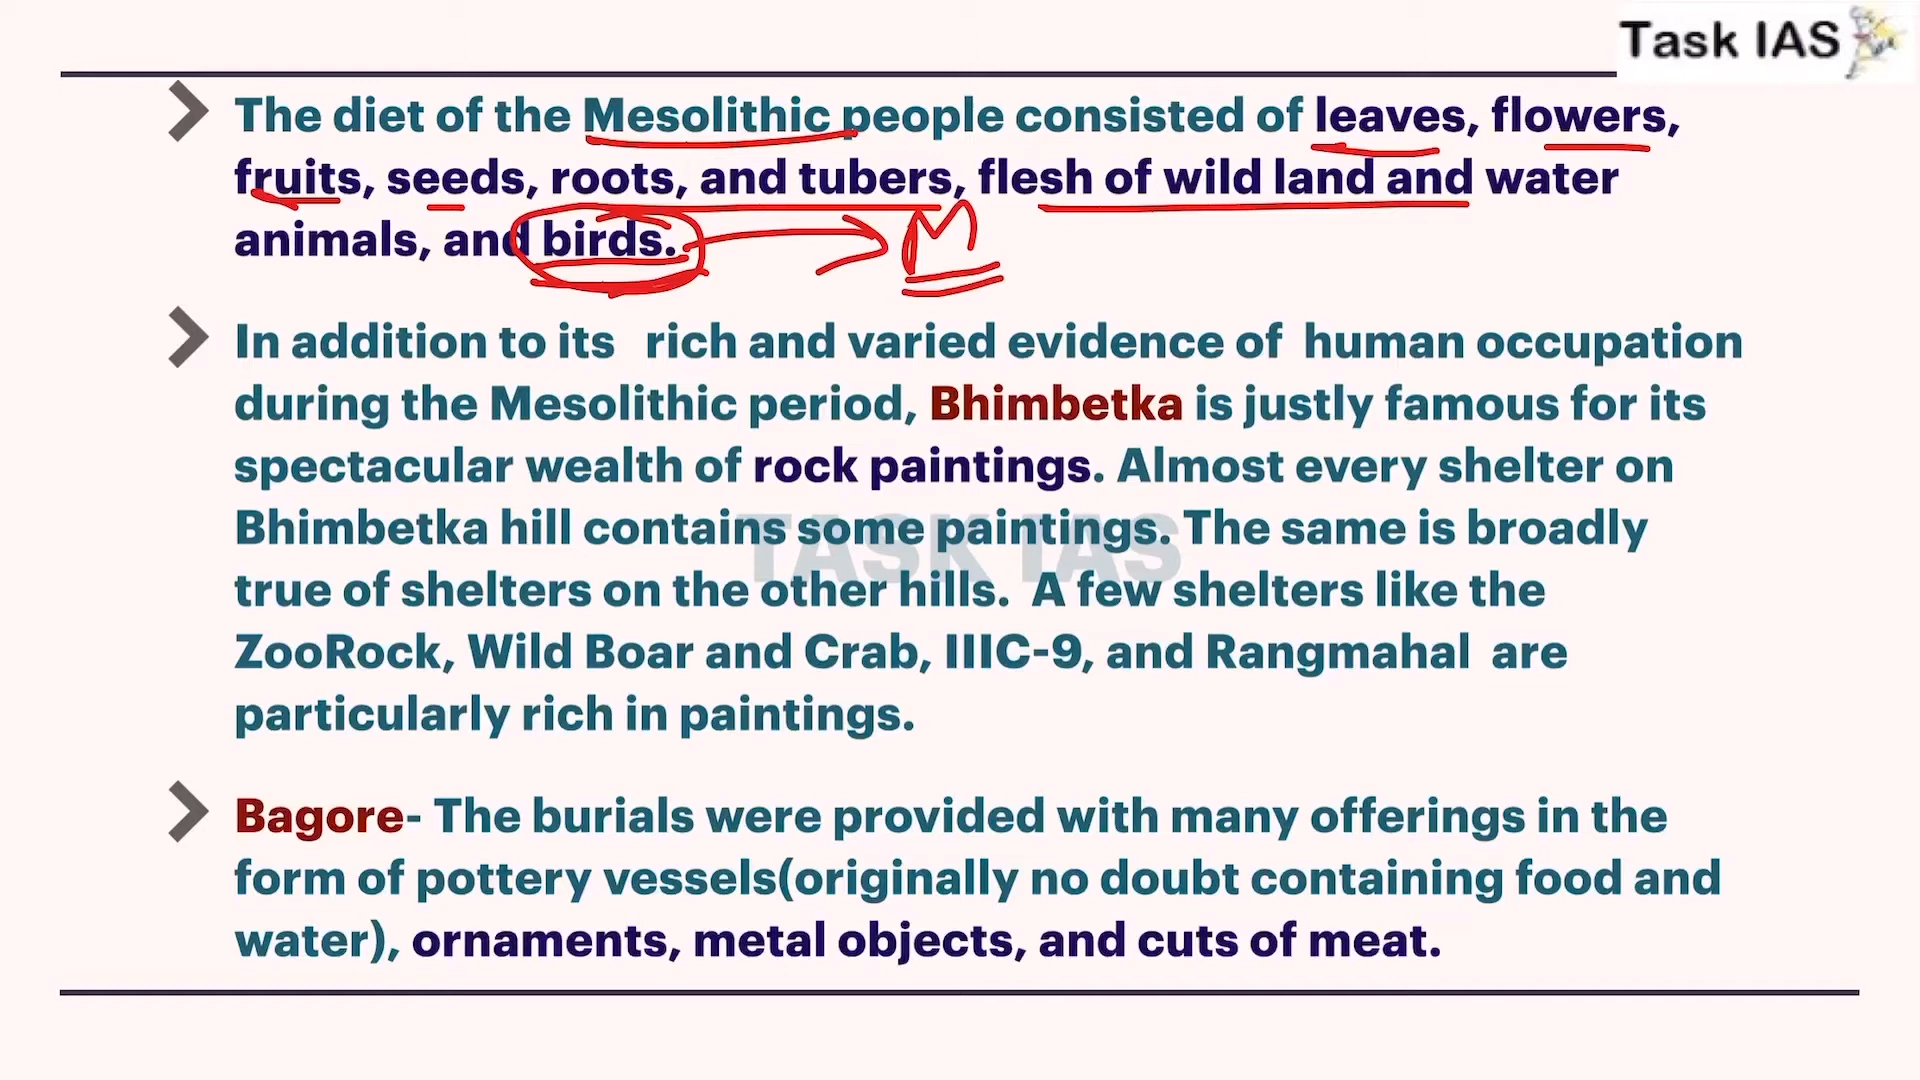 Task IAS
The diet of the Mesolithic people consisted of leaves, flowers,
fruits, seeds, roots, and tubers, flesh of wild land and water
animals, and birds.
M
In addition to its rich and varied evidence of human occupation
during the Mesolithic period, Bhimbetka is justly famous for its
spectacular wealth of rock paintings. Almost every shelter on
Bhimbetka hill contains some paintings. The same is broadly
TASK IAS
true of shelters on the other hills. A few shelters like the
ZooRock, Wild Boar and Crab, IIIC-9, and Rangmahal are
particularly rich in paintings.
Bagore- The burials were provided with many offerings in the
form of pottery vessels(originally no doubt containing food and
water), ornaments, metal objects, and cuts of meat.